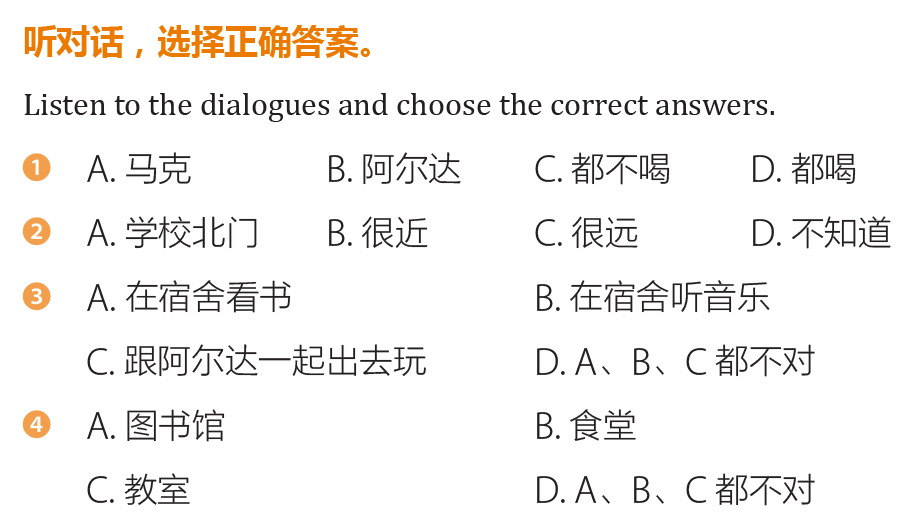 听对话，选择正确答案。
Listen to the dialogues and choose the correct answers.
1 A. 马克 B. 阿尔达 C. 都不喝 D. 都喝
2 A. 学校北门 B. 很近 C. 很远 D. 不知道
3 A. 在宿舍看书 B. 在宿舍听音乐
C. 跟阿尔达一起出去玩 D. A、B、C 都不对
4 A. 图书馆 B. 食堂
C. 教室 D. A、B、C 都不对